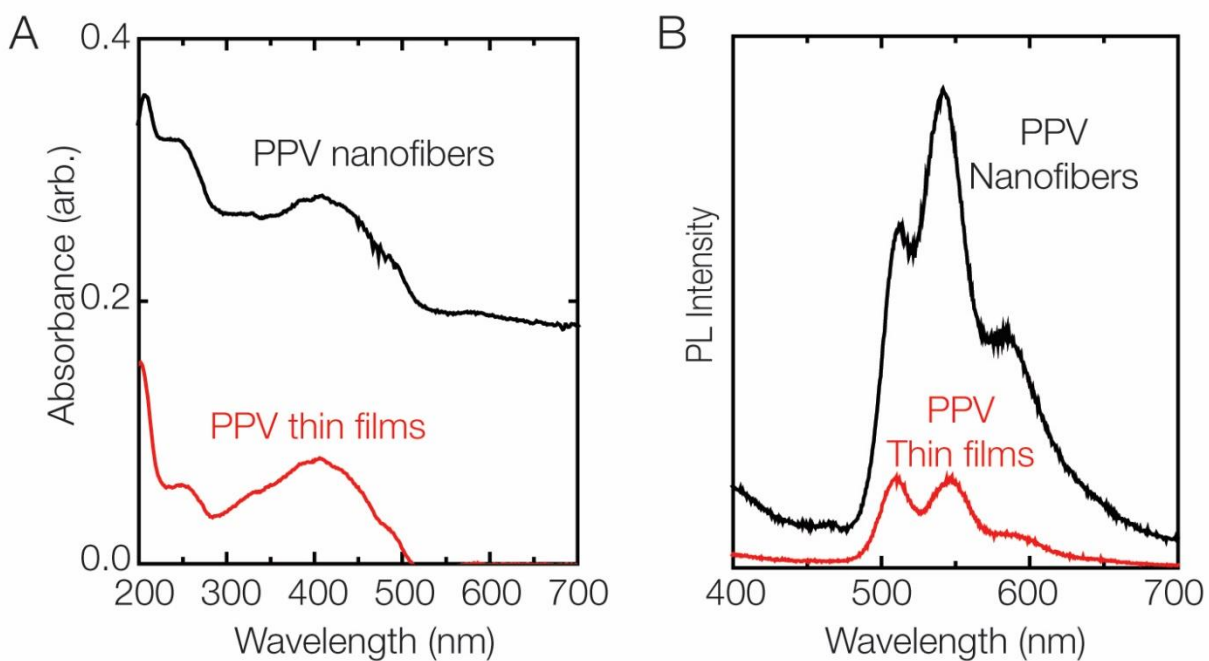 A
0.4
0.2
0.0
Absorbance (arb.)
PPV nanofibers
PPV thin films
200 300 400 500 600 700
Wavelength (nm)
B
PL Intensity
PPV
Nanofibers
PPV
Thin films
400 500 600 700
Wavelength (nm)